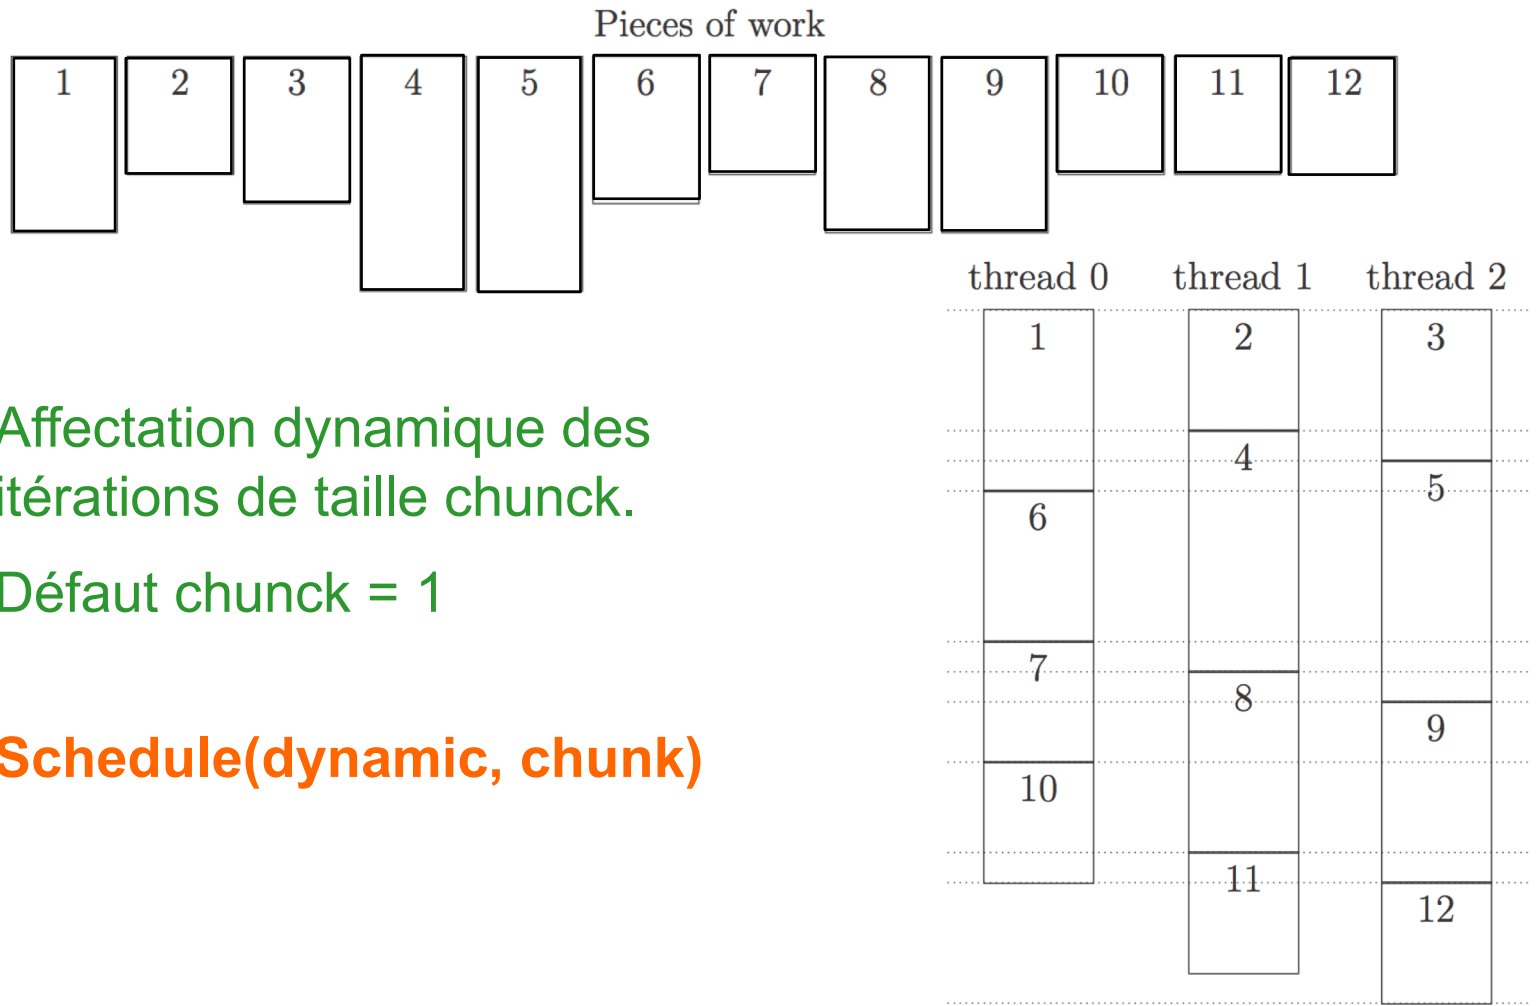 Pieces of work
1 2 3 4 5 6 7 8 9 10 11 12
thread 0 thread 1 thread 2
1 2 3
4
5
6
7
8
9
10
11
12
Affectation dynamique des
itérations de taille chunck.
Défaut chunck = 1
Schedule(dynamic, chunk)